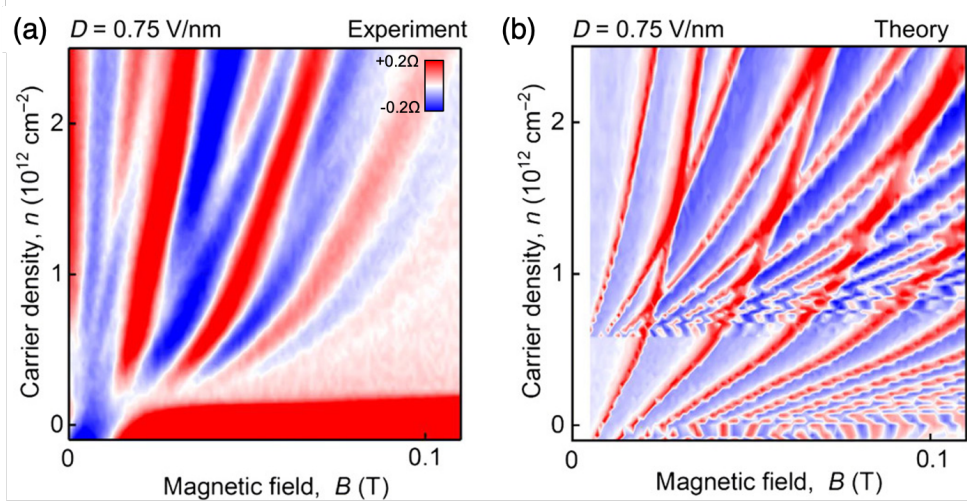 (a) D = 0.75 V/nm Experiment
+0.2Ω
-0.2Ω
Carrier density, n (10¹² cm⁻²)
2
1
0
0 0.1
Magnetic field, B (T)
(b) D = 0.75 V/nm Theory
Carrier density, n (10¹² cm⁻²)
2
1
0
0 0.1
Magnetic field, B (T)